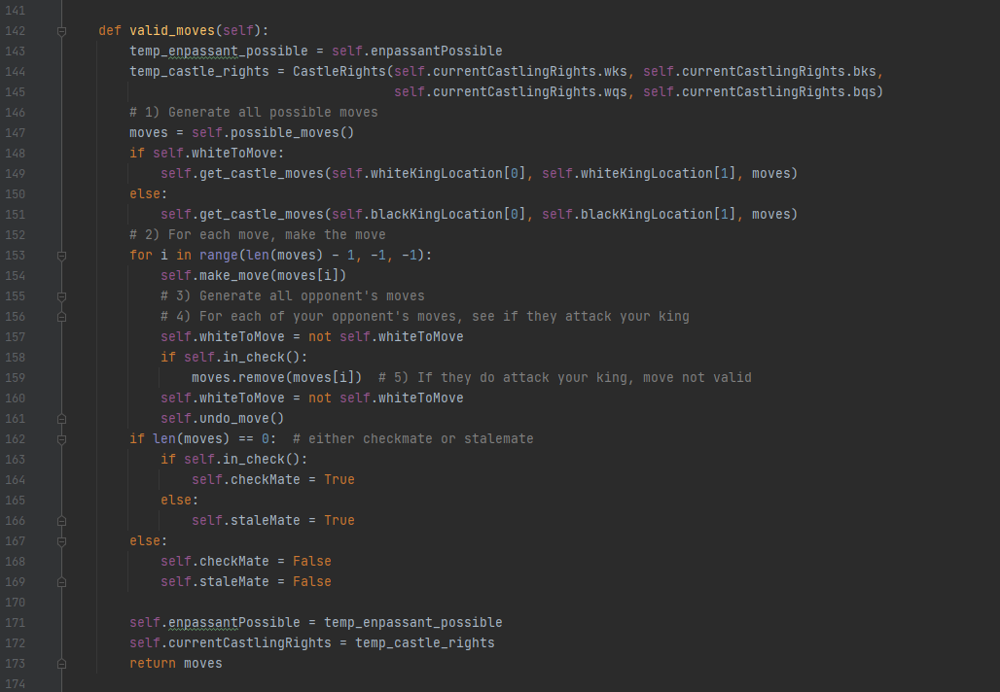 141
142 def valid_moves(self):
143 temp_enpassant_possible = self.enpassantPossible
144 temp_castle_rights = CastleRights(self.currentCastlingRights.wks, self.currentCastlingRights.bks,
145 self.currentCastlingRights.wqs, self.currentCastlingRights.bqs)
146 # 1) Generate all possible moves
147 moves = self.possible_moves()
148 if self.whiteToMove:
149 self.get_castle_moves(self.whiteKingLocation[0], self.whiteKingLocation[1], moves)
150 else:
151 self.get_castle_moves(self.blackKingLocation[0], self.blackKingLocation[1], moves)
152 # 2) For each move, make the move
153 for i in range(len(moves) - 1, -1, -1):
154 self.make_move(moves[i])
155 # 3) Generate all opponent's moves
156 # 4) For each of your opponent's moves, see if they attack your king
157 self.whiteToMove = not self.whiteToMove
158 if self.in_check():
159 moves.remove(moves[i])  # 5) If they do attack your king, move not valid
160 self.whiteToMove = not self.whiteToMove
161 self.undo_move()
162 if len(moves) == 0:  # either checkmate or stalemate
163 if self.in_check():
164 self.checkMate = True
165 else:
166 self.staleMate = True
167 else:
168 self.checkMate = False
169 self.staleMate = False
170
171 self.enpassantPossible = temp_enpassant_possible
172 self.currentCastlingRights = temp_castle_rights
173 return moves
174